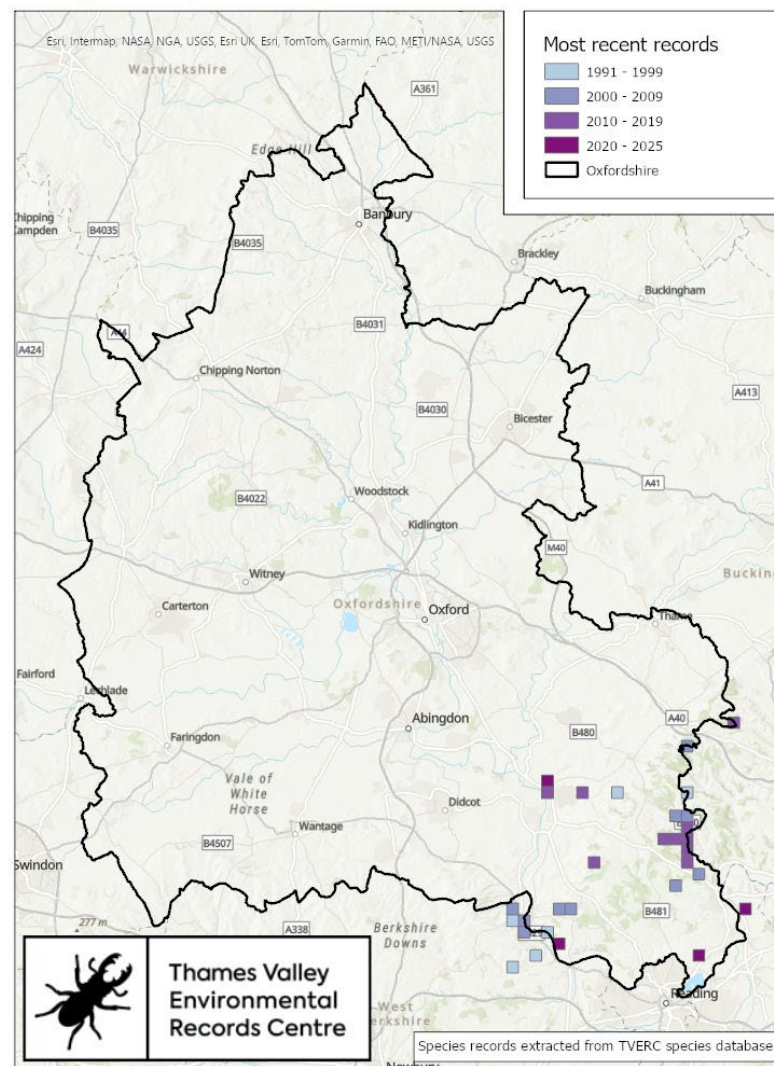 Esri, Intermap, NASA, NGA, USGS, Esri UK, Esri, TomTom, Garmin, FAO, METI/NASA, USGS
Most recent records
1991 - 1999
2000 - 2009
2010 - 2019
2020 - 2025
Oxfordshire
Warwickshire
A361
Edge Hill
Banbury
Chipping
Campden
B4035
B4035
Brackley
Buckingham
A44
B4031
A424
Chipping Norton
B4030
Bicester
A413
A41
B4022
Woodstock
Kidlington
M40
Witney
Bucking
Carterton
Oxfordshire
Oxford
Thame
Fairford
Lechlade
A40
Abingdon
B480
Faringdon
Vale of
White
Horse
Didcot
B4507
Wantage
Swindon
277 m
A338
Berkshire
Downs
B481
Reading
West
erkshire
Thames Valley
Environmental
Records Centre
Species records extracted from TVERC species database
Newbury